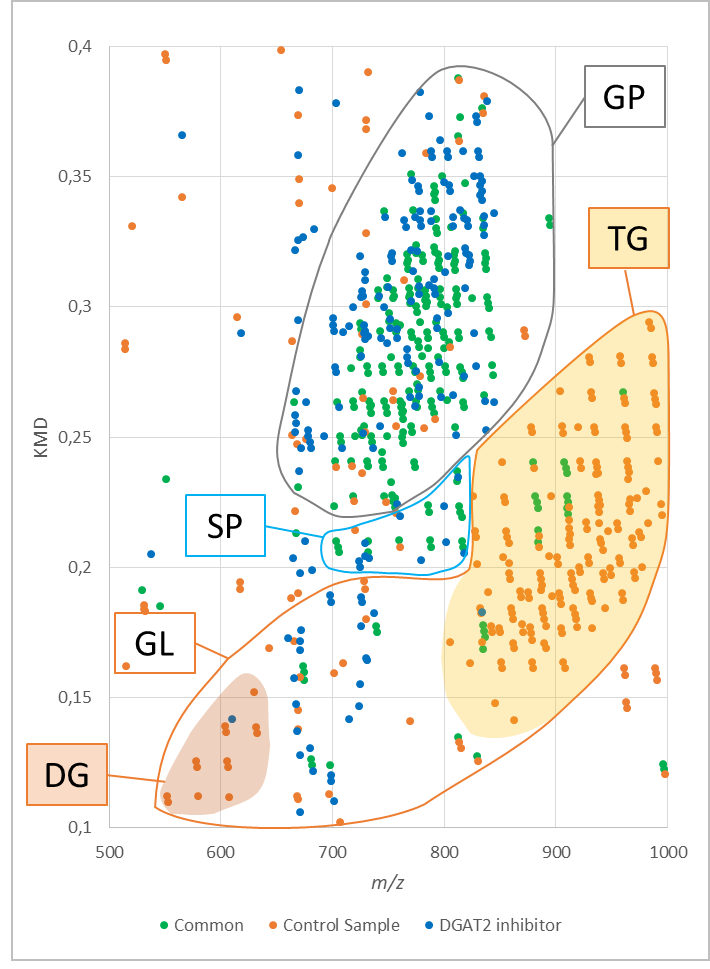 0,4
GP
0,35
TG
0,3
KMD
0,25
SP
0,2
GL
0,15
DG
0,1
500 600 700 800 900 1000
m/z
Common Control Sample DGAT2 inhibitor